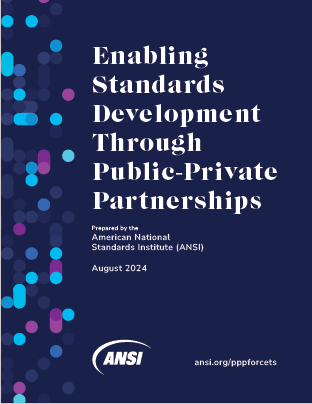 Enabling
Standards
Development
Through
Public-Private
Partnerships
Prepared by the
American National
Standards Institute (ANSI)
August 2024
ANSI
ansi.org/pppforcets